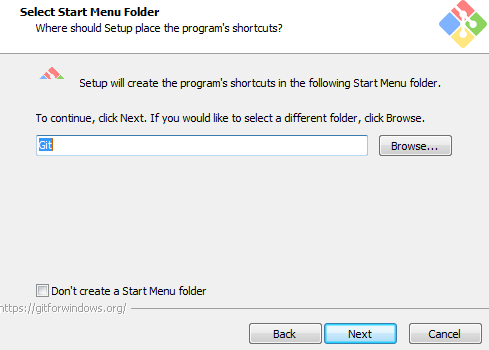 Select Start Menu Folder
Where should Setup place the program's shortcuts?
Setup will create the program's shortcuts in the following Start Menu folder.
To continue, click Next. If you would like to select a different folder, click Browse.
Git
Browse...
Don't create a Start Menu folder
https://gitforwindows.org/
Back
Next
Cancel